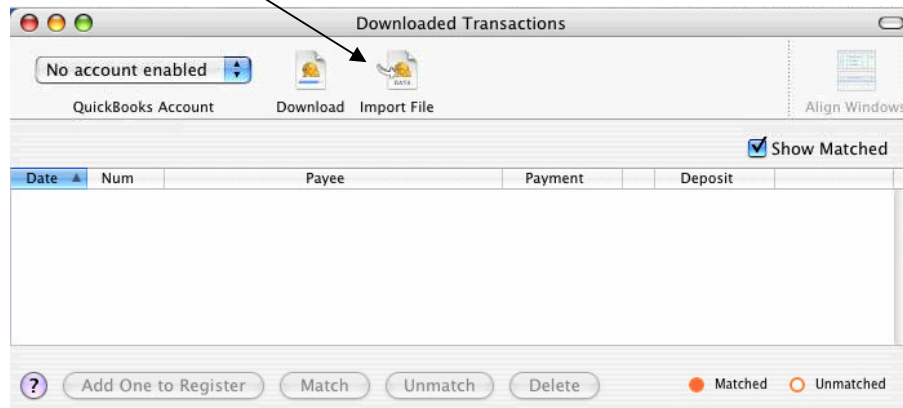 Downloaded Transactions
No account enabled
QuickBooks Account Download Import File Align Windows
DATA
Show Matched
Date Num Payee Payment Deposit
? Add One to Register Match Unmatch Delete Matched Unmatched